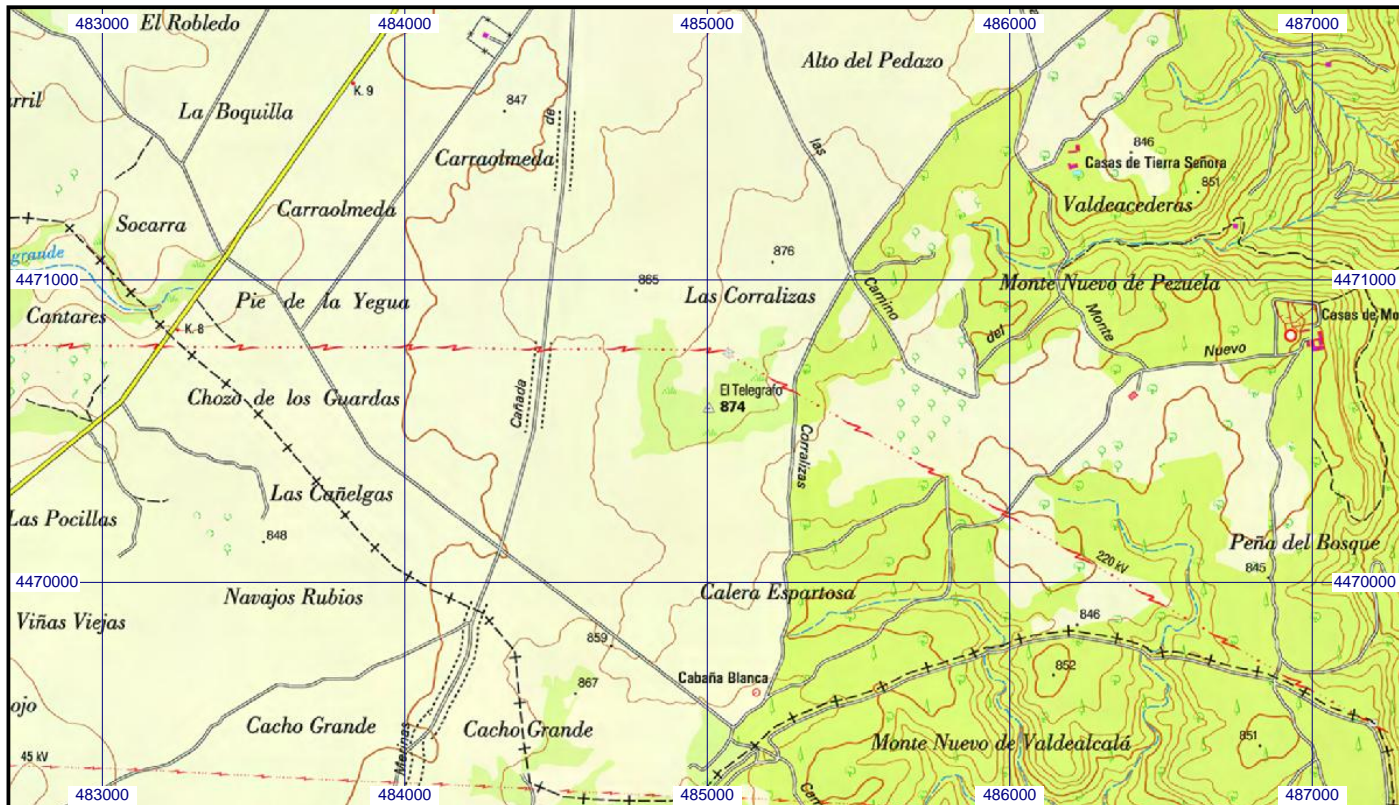 483000
484000
485000
486000
487000
El Robledo
Alto del Pedazo
K. 9
847
La Boquilla
de
las
846
Carraolmeda
Casas de Tierra Señora
851
Carraolmeda
Valdeacederas
Socarra
grande
876
4471000
4471000
865
Pie de la Yegua
Las Corralizas
Camino
Monte Nuevo de Pezuela
Cantares
K. 8
del
Monte
Casas de Mo
Nuevo
El Telegrafo
874
Chozo de los Guardas
Cañada
Corralizas
Las Cañelgas
Las Pocillas
848
Peña del Bosque
220 kV
845
4470000
4470000
Navajos Rubios
Calera Espartosa
Viñas Viejas
846
859
852
Cabaña Blanca
867
ojo
Cacho Grande
Cacho Grande
Merinas
Monte Nuevo de Valdealcalá
851
45 kV
Cam
483000
484000
485000
486000
487000